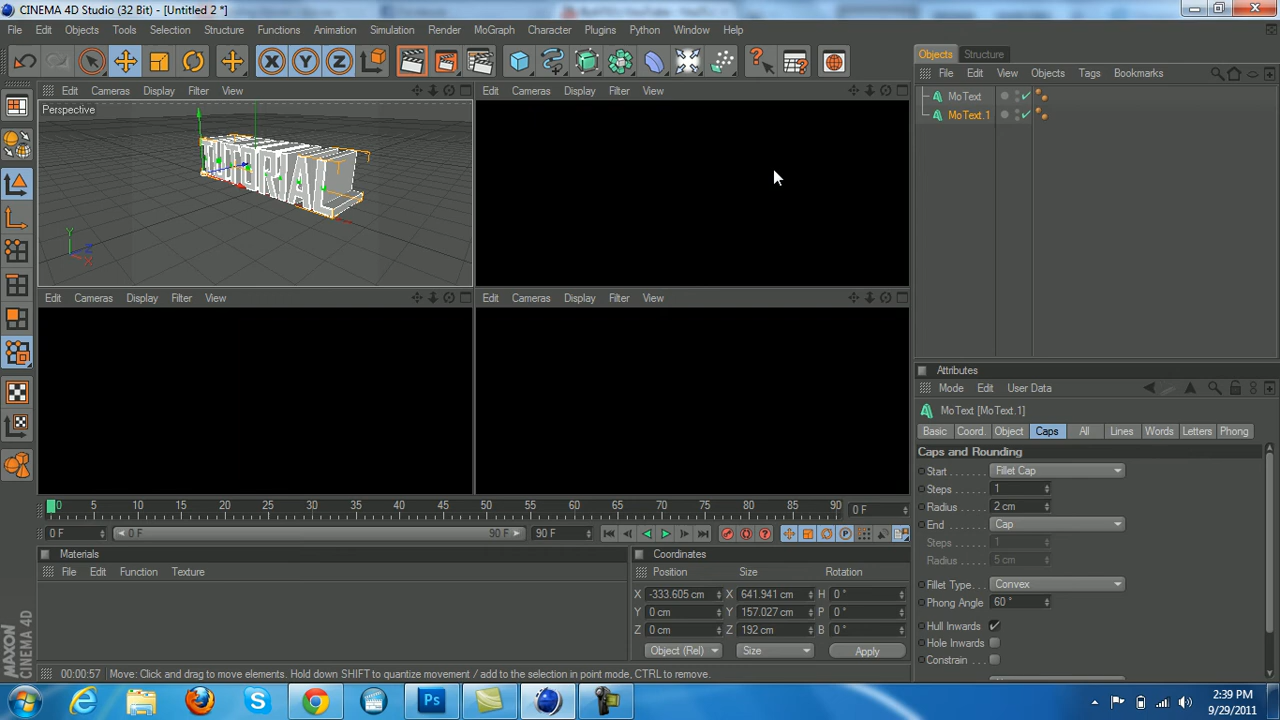 CINEMA 4D Studio (32 Bit) - [Untitled 2 *]
File Edit Objects Tools Selection Structure Functions Animation Simulation Render MoGraph Character Plugins Python Window Help
Objects Structure
File Edit View Objects Tags Bookmarks
MoText
MoText.1
Edit Cameras Display Filter View
Perspective
TUTORIAL
Y
Z
X
Edit Cameras Display Filter View
Edit Cameras Display Filter View
Edit Cameras Display Filter View
Attributes
Mode Edit User Data
MoText [MoText.1]
Basic Coord. Object Caps All Lines Words Letters Phong
Caps and Rounding
Start Fillet Cap
Steps 1
Radius 2 cm
End Cap
Steps 1
Radius 5 cm
Fillet Type Convex
Phong Angle 60 °
Hull Inwards
Hole Inwards
Constrain
0 5 10 15 20 25 30 35 40 45 50 55 60 65 70 75 80 85 90 0 F
0 F 0 F 90 F 90 F
Materials
File Edit Function Texture
Coordinates
Position Size Rotation
X -333.605 cm X 641.941 cm H 0 °
Y 0 cm Y 157.027 cm P 0 °
Z 0 cm Z 192 cm B 0 °
Object (Rel) Size Apply
MAXON
CINEMA 4D
00:00:57 Move: Click and drag to move elements. Hold down SHIFT to quantize movement / add to the selection in point mode, CTRL to remove.
Ps
2:39 PM
9/29/2011